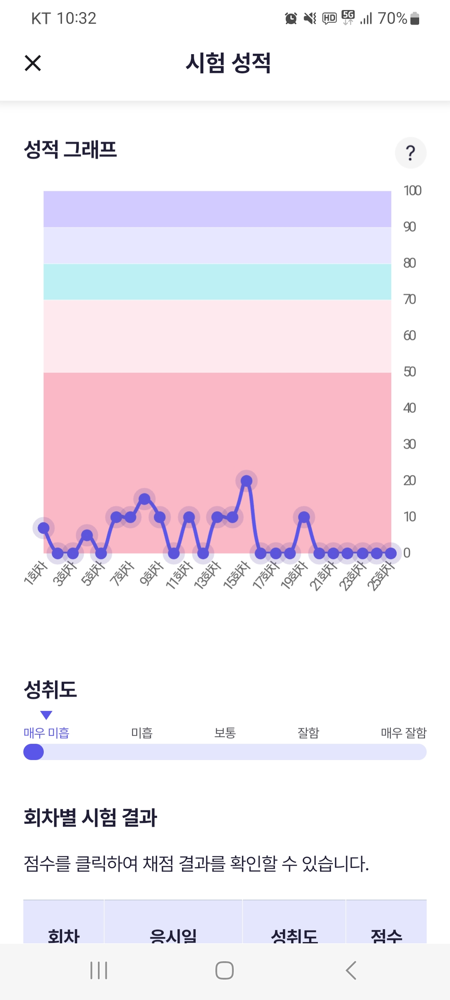 KT 10:32 HD 5G 70%
시험 성적
성적 그래프
?
100
90
80
70
60
50
40
30
20
10
0
1회차 3회차 5회차 7회차 9회차 11회차 13회차 15회차 17회차 19회차 21회차 23회차 25회차
성취도
매우 미흡 미흡 보통 잘함 매우 잘함
회차별 시험 결과
점수를 클릭하여 채점 결과를 확인할 수 있습니다.
회차 응시일 성취도 점수